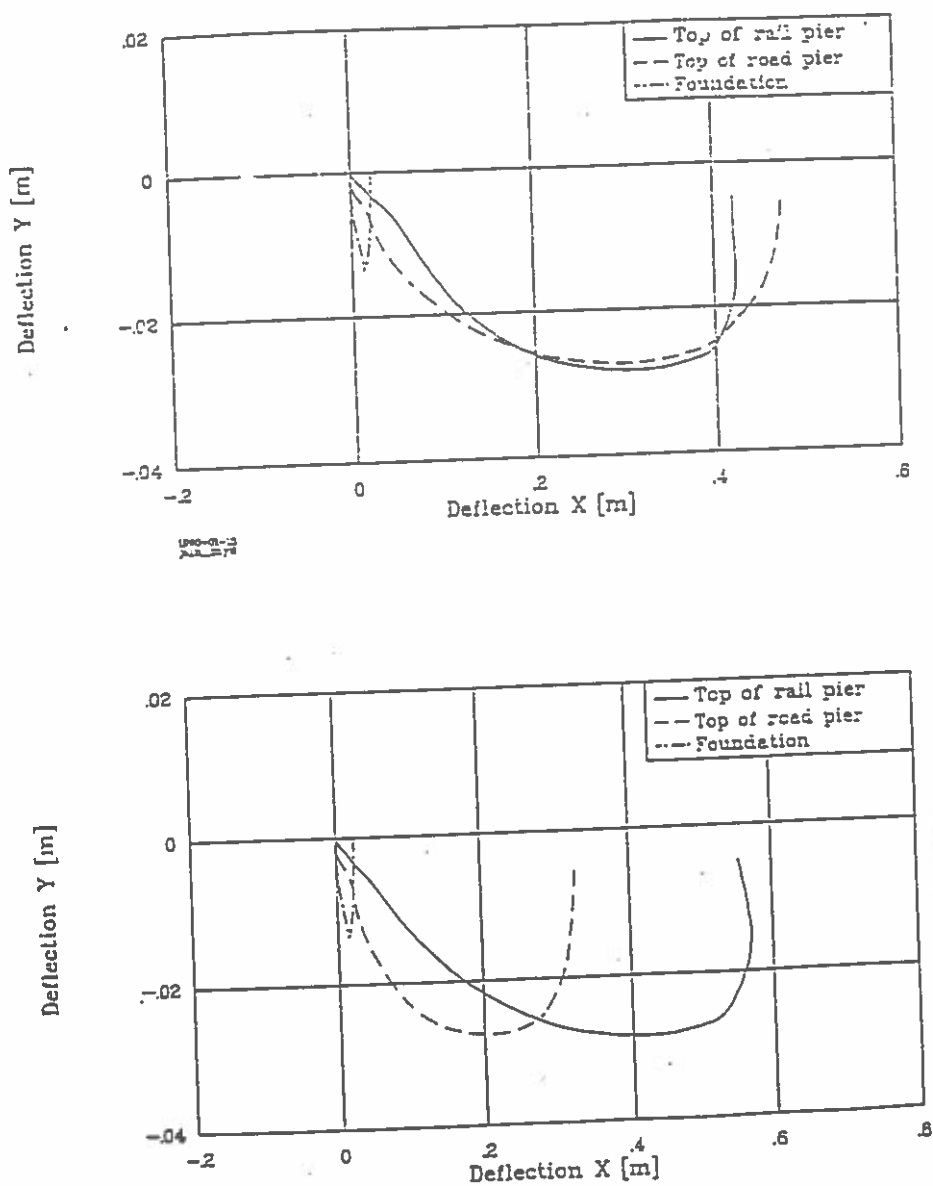 .02
0
-.02
-.04
Deflection Y [m]
Top of rail pier
Top of road pier
Foundation
-.2
0
.2
.4
.6
Deflection X [m]
.02
0
-.02
-.04
Deflection Y [m]
Top of rail pier
Top of road pier
Foundation
-.2
0
.2
.4
.6
.8
Deflection X [m]